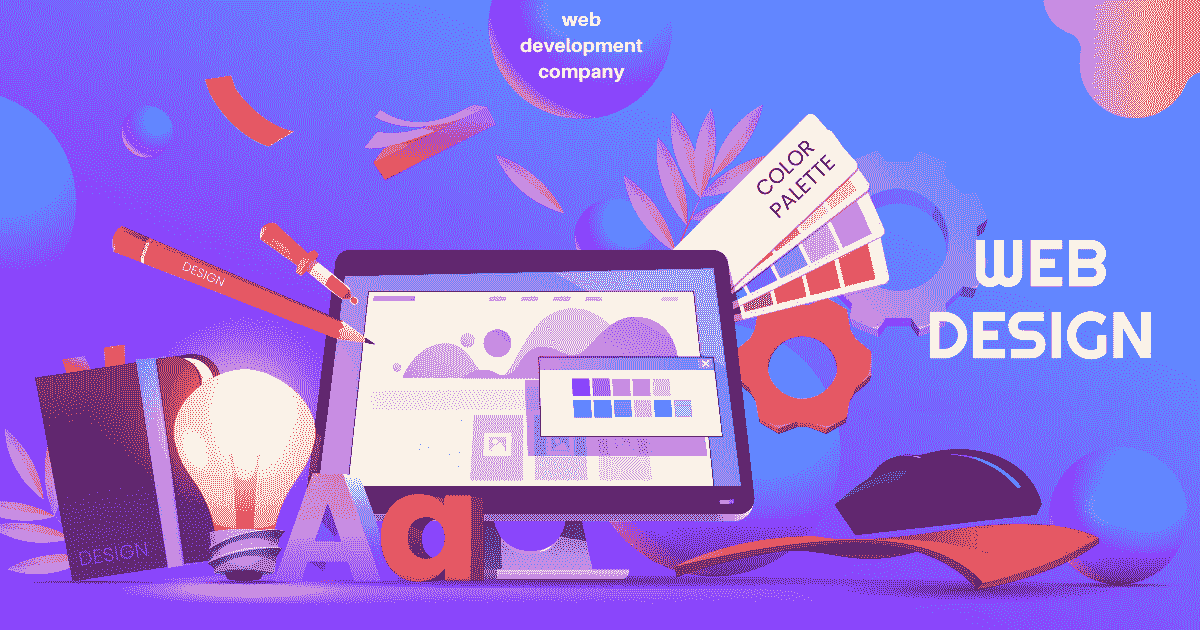 web
development
company
COLOR
PALETTE
WEB
DESIGN
DESIGN
DESIGN
Aa